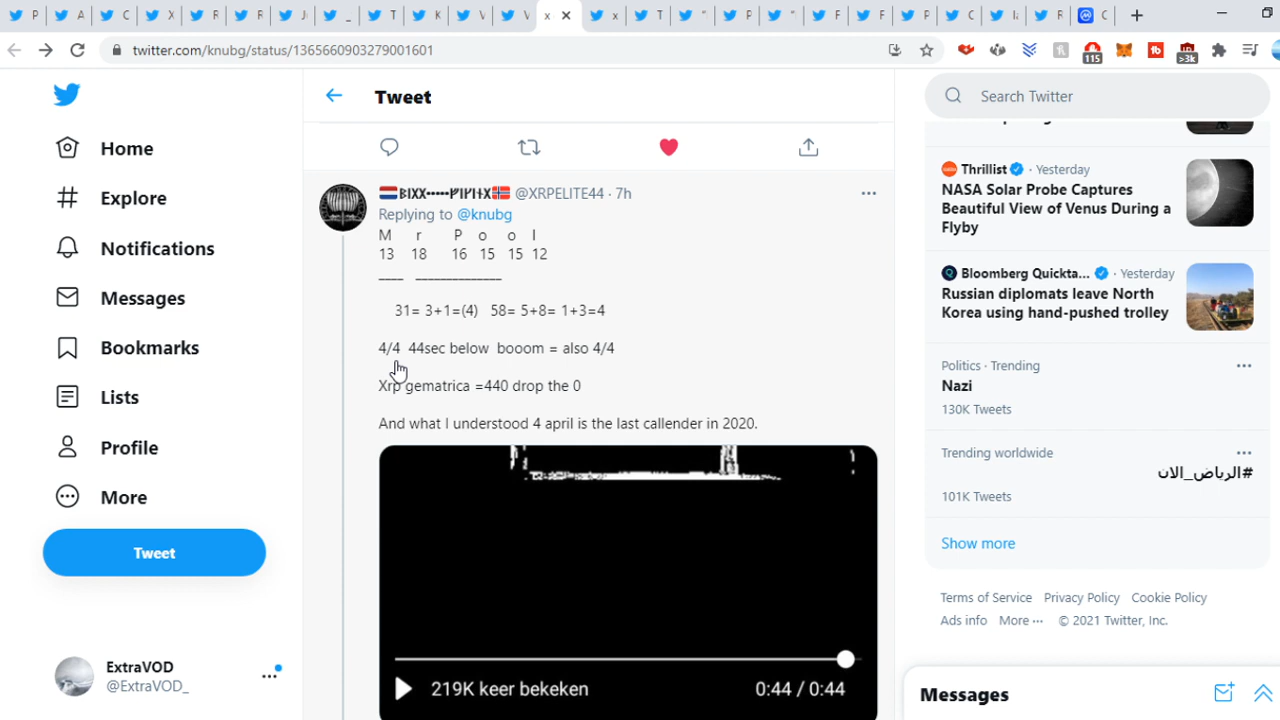 P
A
C
X
R
R
J
_
T
K
V
V
x
x
T
"
P
"
F
F
P
C
R
C
twitter.com/knubg/status/1365660903279001601
115
>3k
Tweet
Search Twitter
Home
Explore
Notifications
Messages
Bookmarks
Lists
Profile
More
Tweet
ExtraVOD
@ExtraVOD_
@XRPELITE44 · 7h
Replying to @knubg
M r P o o l
13 18 16 15 15 12
____ ______________
31= 3+1=(4) 58= 5+8= 1+3=4
4/4 44sec below booom = also 4/4
Xrp gematrica =440 drop the 0
And what I understood 4 april is the last callender in 2020.
219K keer bekeken
0:44 / 0:44
Thrillist · Yesterday
NASA Solar Probe Captures
Beautiful View of Venus During a
Flyby
Bloomberg Quickta... · Yesterday
Russian diplomats leave North
Korea using hand-pushed trolley
Politics · Trending
Nazi
130K Tweets
Trending worldwide
#الرياض_الان
101K Tweets
Show more
Terms of Service Privacy Policy Cookie Policy
Ads info More ··· © 2021 Twitter, Inc.
Messages